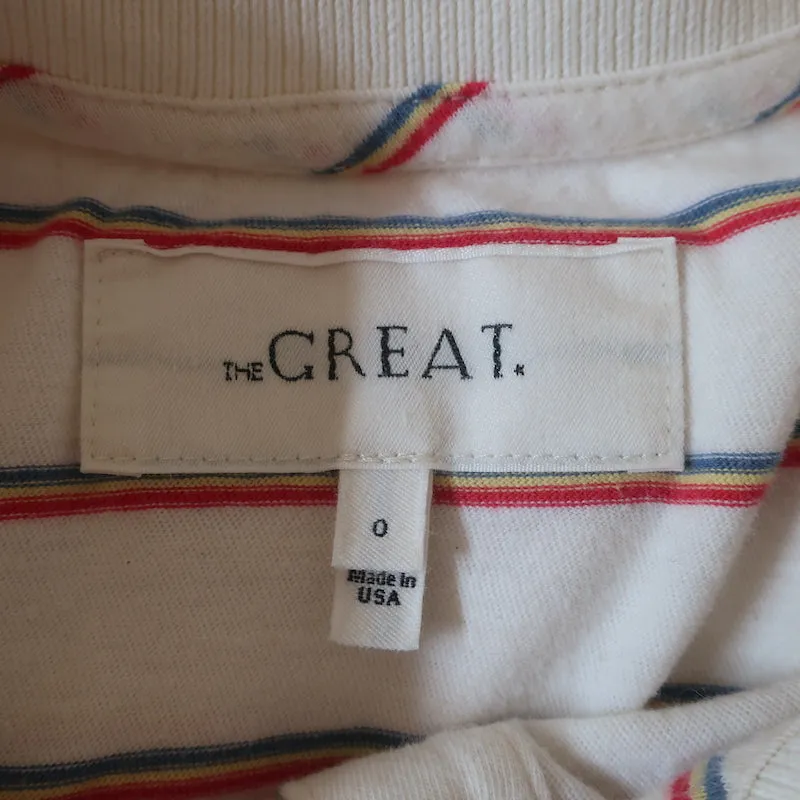 THE GREAT.
0
Made in
USA